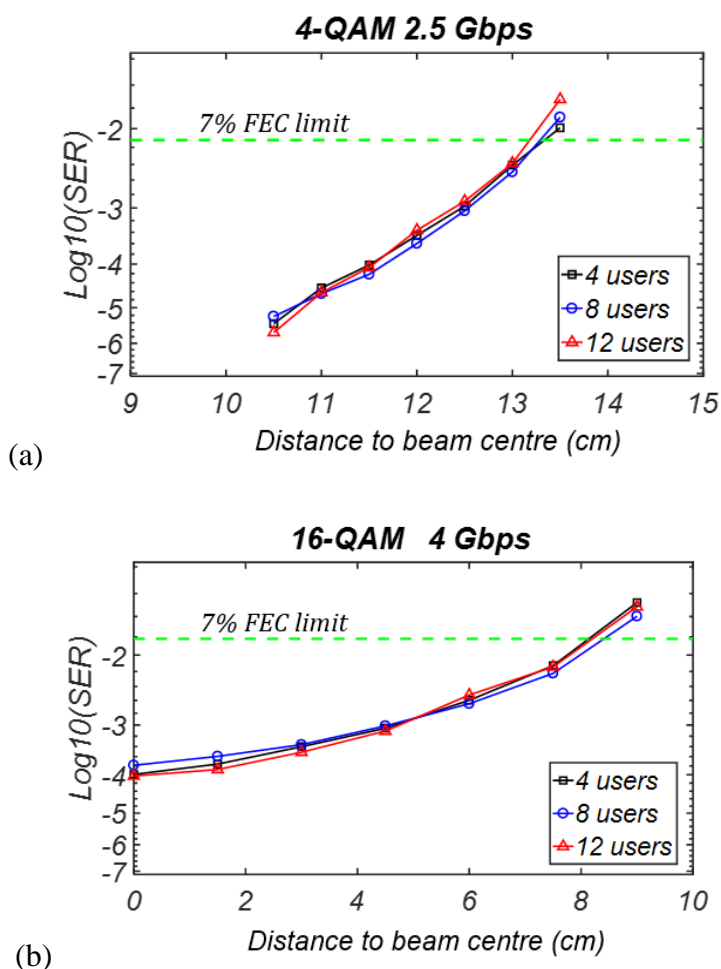 4-QAM 2.5 Gbps
7% FEC limit
Log10(SER)
-2
-3
-4
-5
-6
-7
4 users
8 users
12 users
9 10 11 12 13 14 15
Distance to beam centre (cm)
(a)
16-QAM 4 Gbps
7% FEC limit
Log10(SER)
-2
-3
-4
-5
-6
-7
4 users
8 users
12 users
0 2 4 6 8 10
Distance to beam centre (cm)
(b)